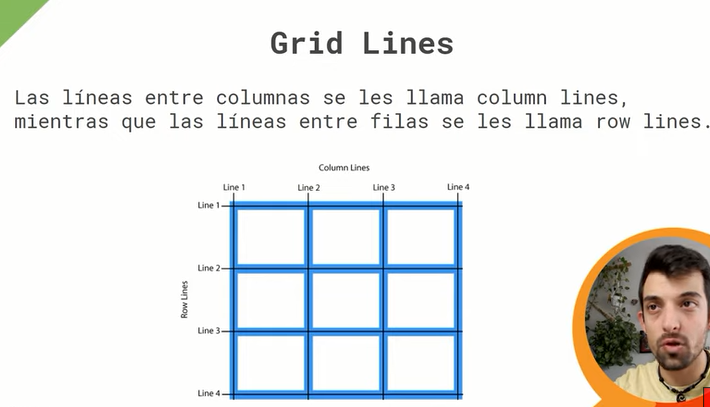 Grid Lines
Las líneas entre columnas se les llama column lines,
mientras que las líneas entre filas se les llama row lines.
Column Lines
Line 1 Line 2 Line 3 Line 4
Line 1
Line 2
Row Lines
Line 3
Line 4